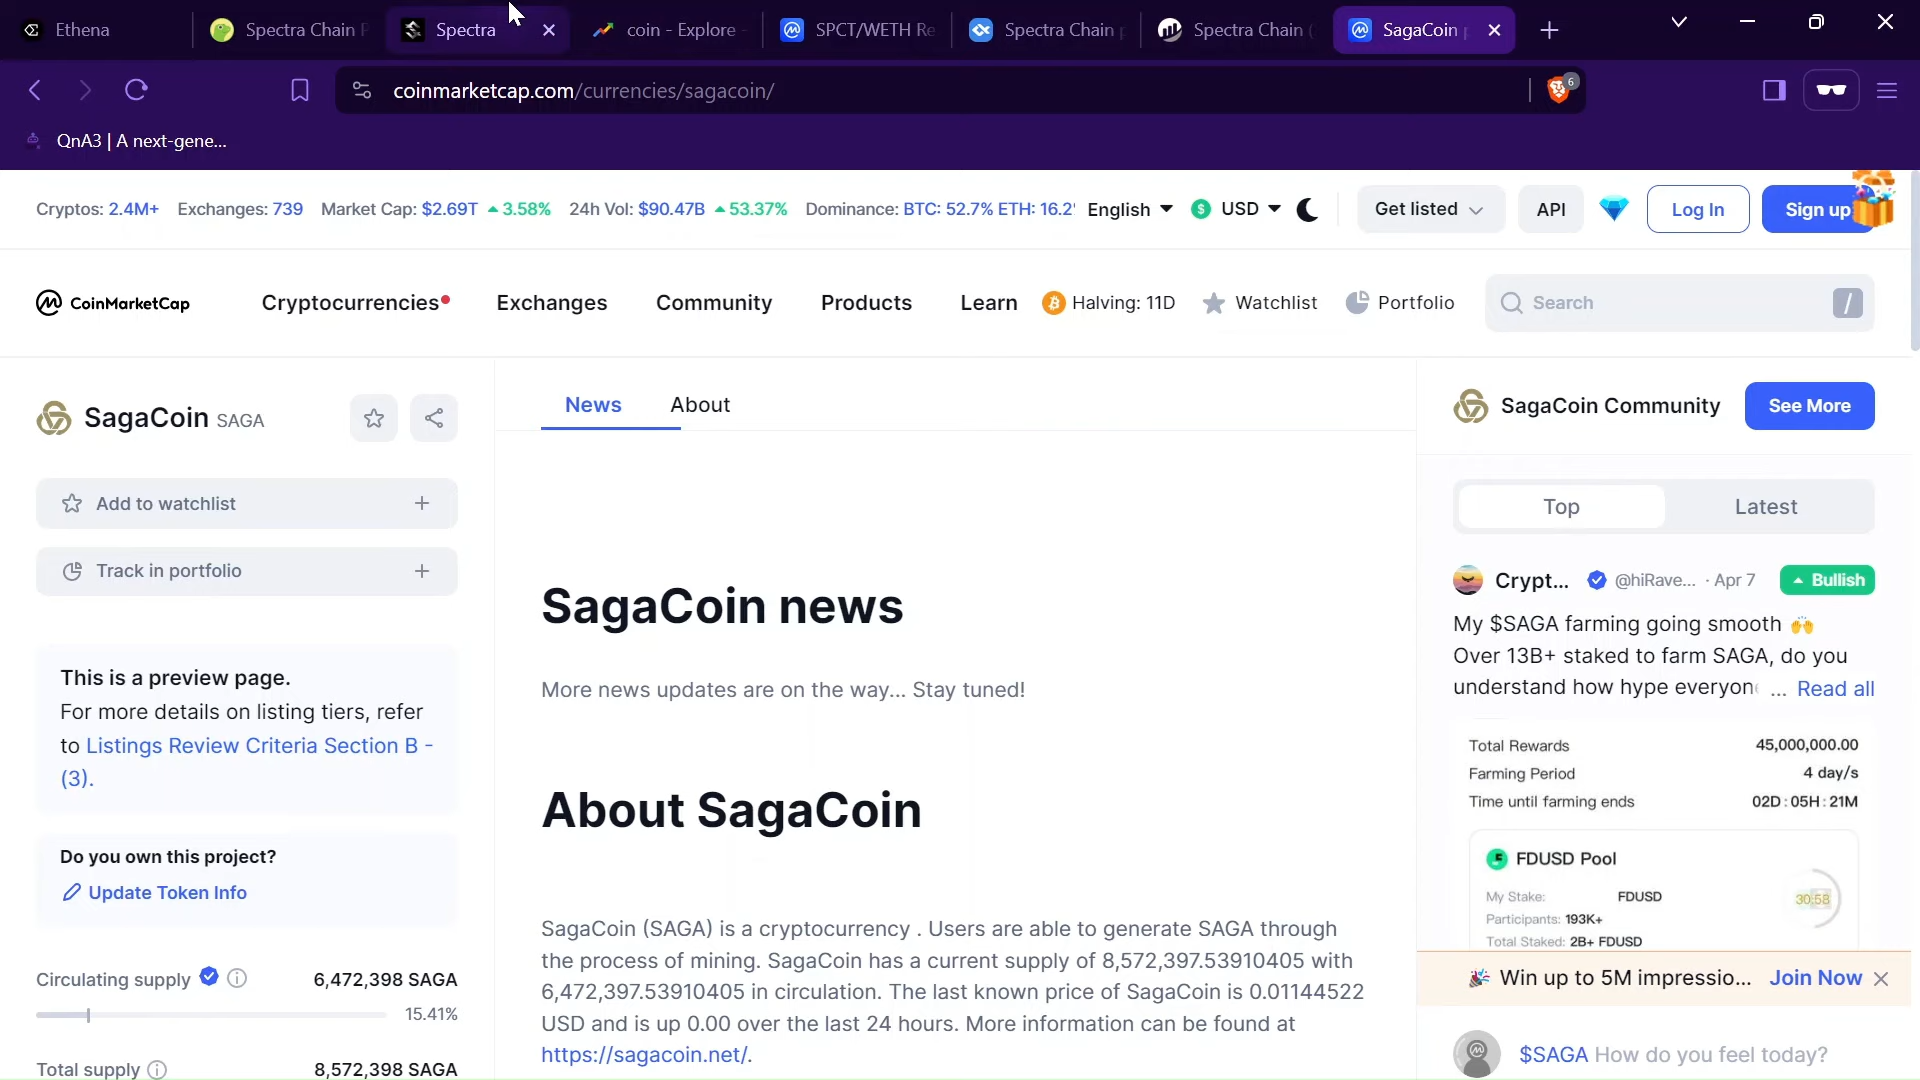 Ethena
Spectra Chain P
Spectra
coin - Explore -
SPCT/WETH Re
Spectra Chain p
Spectra Chain (
SagaCoin p
coinmarketcap.com/currencies/sagacoin/
6
QnA3 | A next-gene...
Cryptos: 2.4M+ Exchanges: 739 Market Cap: $2.69T 3.58% 24h Vol: $90.47B 53.37% Dominance: BTC: 52.7% ETH: 16.2
English
USD
Get listed
API
Log In
Sign up
CoinMarketCap
Cryptocurrencies
Exchanges
Community
Products
Learn
Halving: 11D
Watchlist
Portfolio
Search
/
SagaCoin SAGA
Add to watchlist +
Track in portfolio +
This is a preview page.
For more details on listing tiers, refer
to Listings Review Criteria Section B -
(3).
Do you own this project?
Update Token Info
Circulating supply 6,472,398 SAGA
15.41%
Total supply 8,572,398 SAGA
News
About
SagaCoin news
More news updates are on the way... Stay tuned!
About SagaCoin
SagaCoin (SAGA) is a cryptocurrency . Users are able to generate SAGA through
the process of mining. SagaCoin has a current supply of 8,572,397.53910405 with
6,472,397.53910405 in circulation. The last known price of SagaCoin is 0.01144522
USD and is up 0.00 over the last 24 hours. More information can be found at
https://sagacoin.net/.
SagaCoin Community
See More
Top
Latest
Crypt... @hiRave... · Apr 7 Bullish
My $SAGA farming going smooth 🙌
Over 13B+ staked to farm SAGA, do you
understand how hype everyon ... Read all
Total Rewards 45,000,000.00
Farming Period 4 day/s
Time until farming ends 02D : 05H : 21M
FDUSD Pool
My Stake: FDUSD
Participants: 193K+
Total Staked: 2B+ FDUSD
30:58
🎉 Win up to 5M impressio... Join Now
$SAGA How do you feel today?